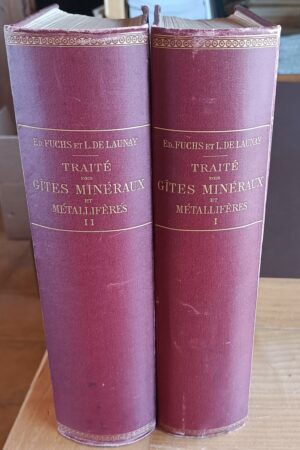 ED. FUCHS ET L. DE LAUNAY
TRAITÉ
DES
GÎTES MINÉRAUX
ET
MÉTALLIFÈRES
II
ED. FUCHS ET L. DE LAUNAY
TRAITÉ
DES
GÎTES MINÉRAUX
ET
MÉTALLIFÈRES
I